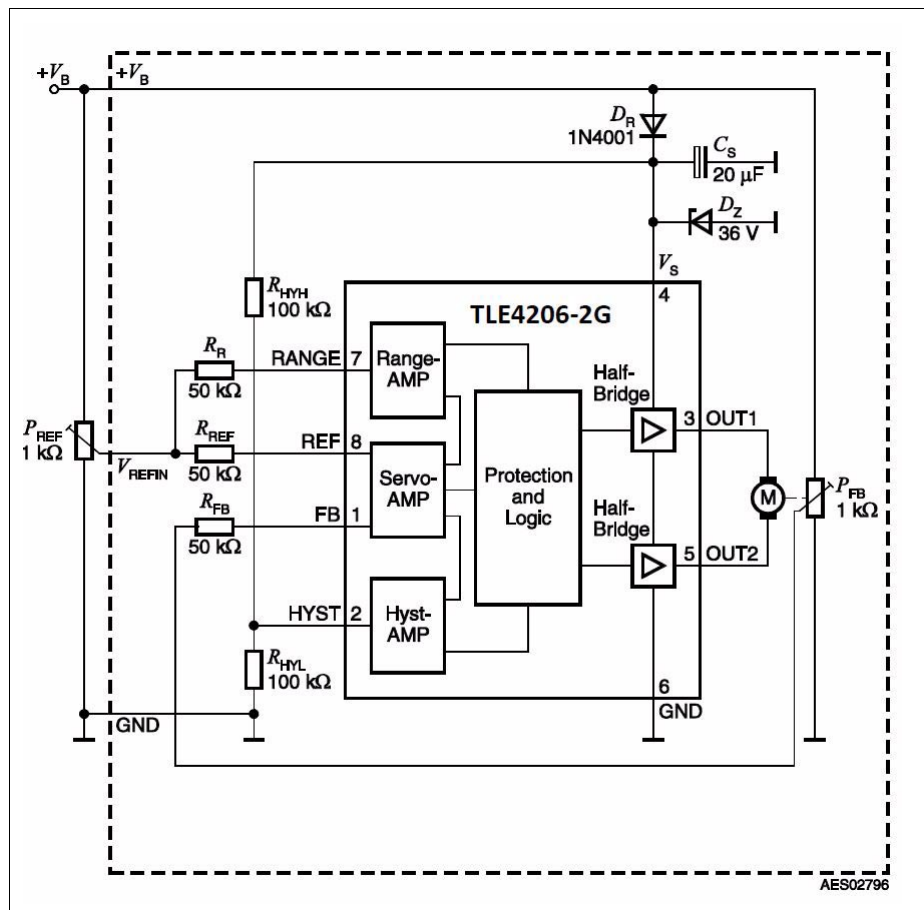 +VB
+VB
DR
1N4001
CS
20 µF
DZ
36 V
VS
4
RHYH
100 kΩ
TLE4206-2G
RR
50 kΩ
RANGE 7
Range-
AMP
Half-
Bridge
3 OUT1
PREF
1 kΩ
VREFIN
RREF
50 kΩ
REF 8
Servo-
AMP
Protection
and
Logic
M
PFB
1 kΩ
RFB
50 kΩ
FB 1
Half-
Bridge
5 OUT2
HYST 2
Hyst-
AMP
RHYL
100 kΩ
6
GND
GND
AES02796